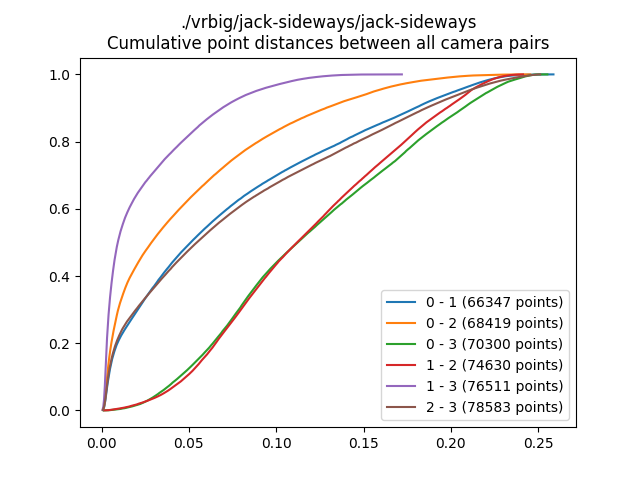 ./vrbig/jack-sideways/jack-sideways
Cumulative point distances between all camera pairs
1.0
0.8
0.6
0.4
0.2
0.0
0 - 1 (66347 points)
0 - 2 (68419 points)
0 - 3 (70300 points)
1 - 2 (74630 points)
1 - 3 (76511 points)
2 - 3 (78583 points)
0.00 0.05 0.10 0.15 0.20 0.25